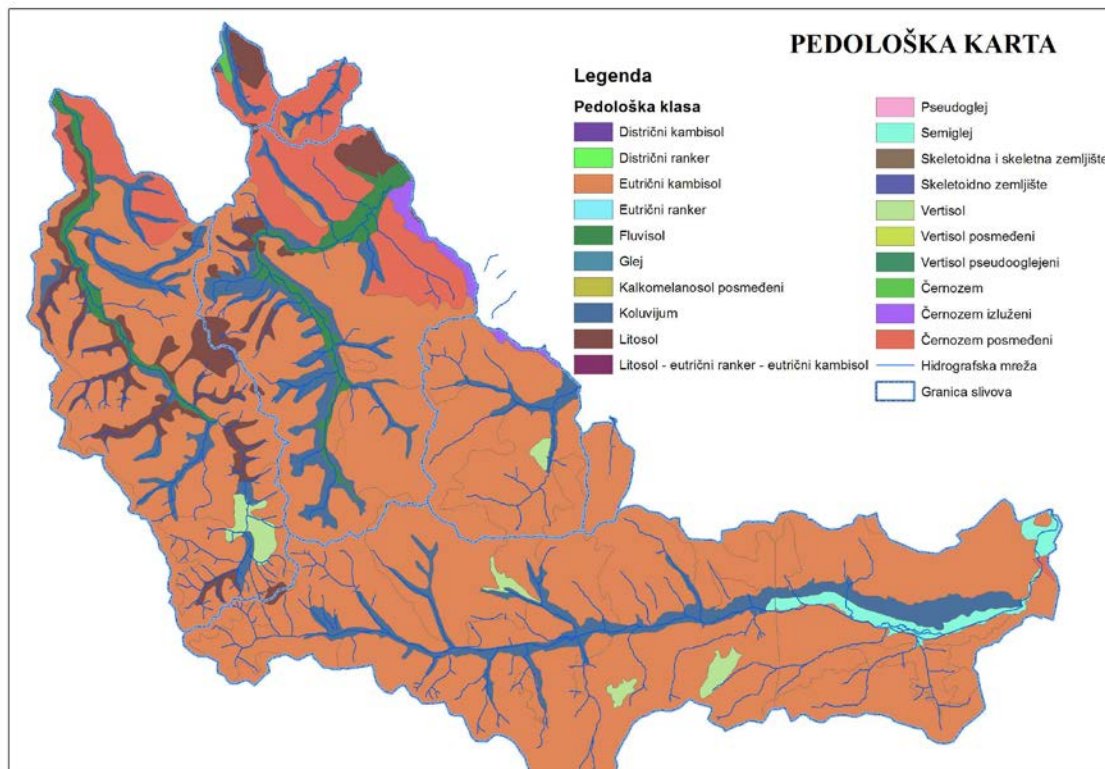 PEDOLOŠKA KARTA
Legenda
Pedološka klasa
Distrični kambisol
Distrični ranker
Eutrični kambisol
Eutrični ranker
Fluvisol
Glej
Kalkomelanosol posmeđeni
Koluvijum
Litosol
Litosol - eutrični ranker - eutrični kambisol
Pseudoglej
Semiglej
Skeletoidna i skeletna zemljište
Skeletoidno zemljište
Vertisol
Vertisol posmeđeni
Vertisol pseudooglejeni
Černozem
Černozem izluženi
Černozem posmeđeni
Hidrografska mreža
Granica slivova